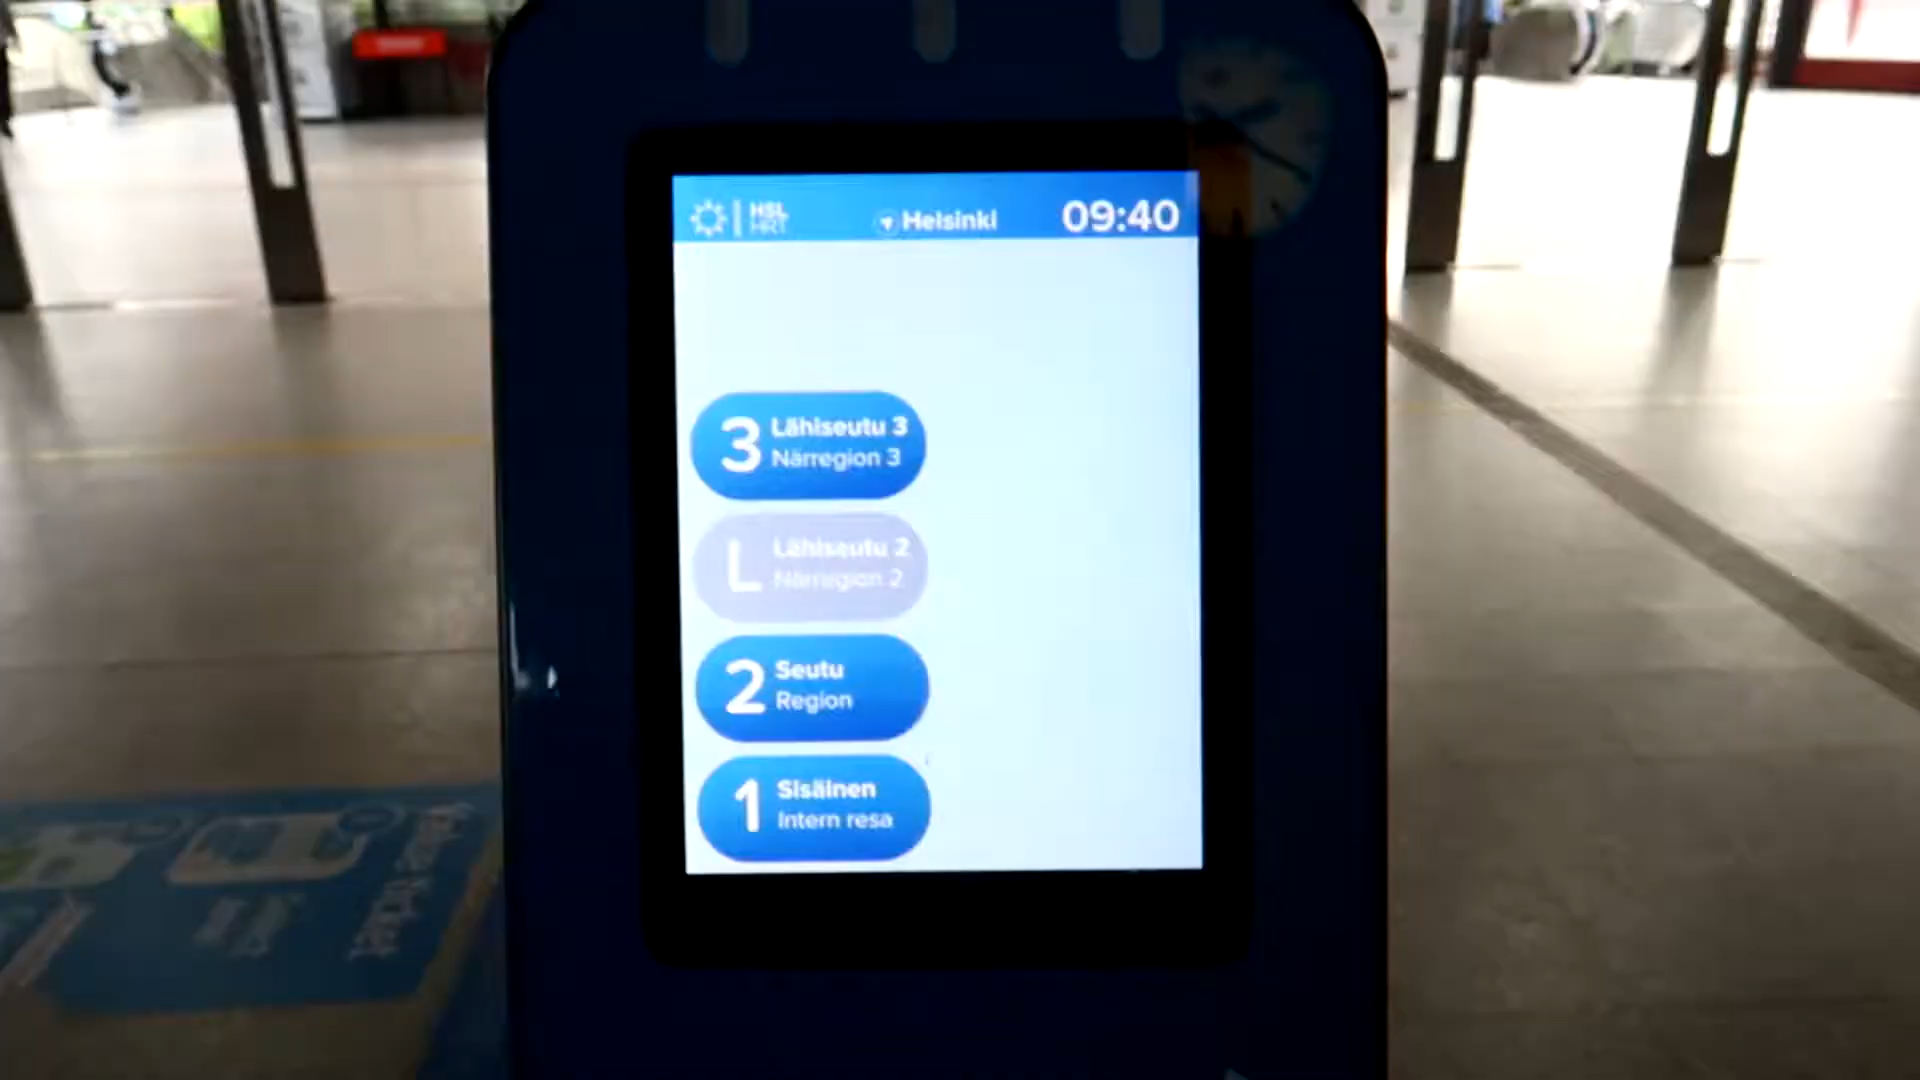 HSL
HRT
Helsinki
09:40
3
Lähiseutu 3
Närregion 3
L
Lähiseutu 2
Närregion 2
2
Seutu
Region
1
Sisäinen
Intern resa